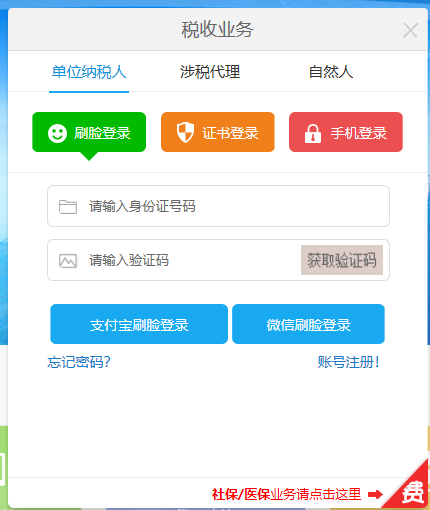 税收业务
单位纳税人 涉税代理 自然人
刷脸登录 证书登录 手机登录
请输入身份证号码
请输入验证码 获取验证码
支付宝刷脸登录 微信刷脸登录
忘记密码? 账号注册!
社保/医保业务请点击这里 费